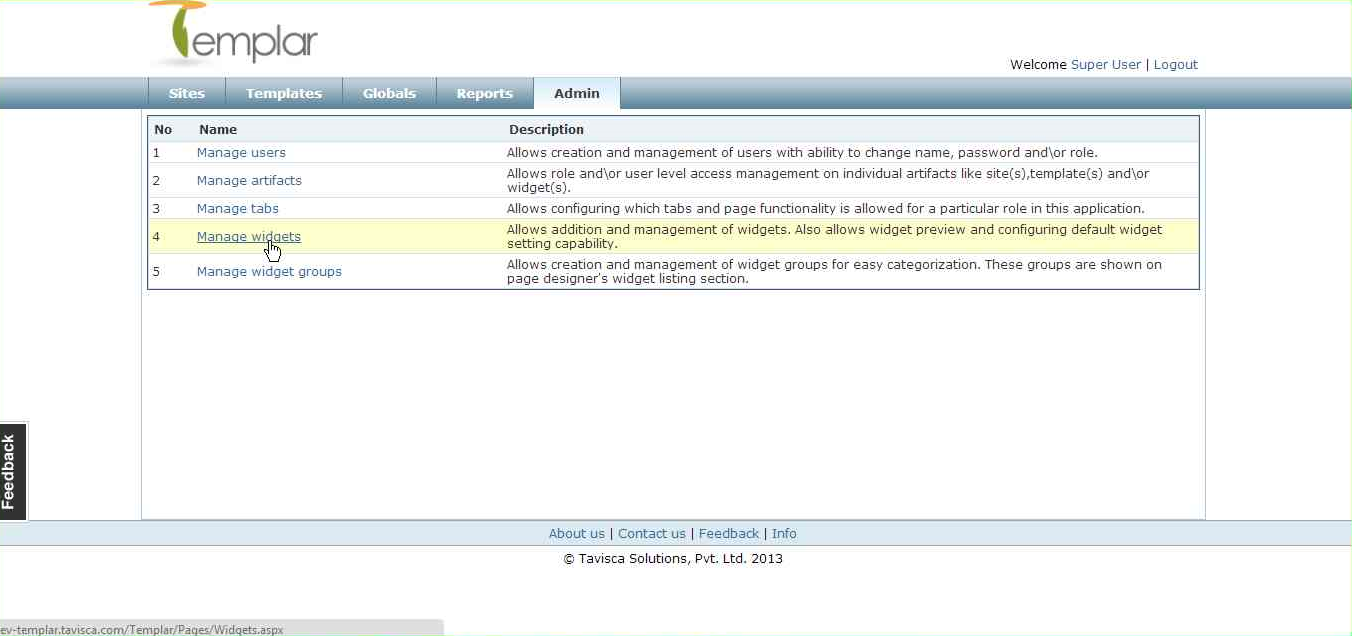 Templar
Welcome Super User | Logout
Sites Templates Globals Reports Admin
No Name Description
1 Manage users Allows creation and management of users with ability to change name, password and\or role.
2 Manage artifacts Allows role and\or user level access management on individual artifacts like site(s),template(s) and\or
widget(s).
3 Manage tabs Allows configuring which tabs and page functionality is allowed for a particular role in this application.
4 Manage widgets Allows addition and management of widgets. Also allows widget preview and configuring default widget
setting capability.
5 Manage widget groups Allows creation and management of widget groups for easy categorization. These groups are shown on
page designer's widget listing section.
Feedback
About us | Contact us | Feedback | Info
© Tavisca Solutions, Pvt. Ltd. 2013
ev-templar.tavisca.com/Templar/Pages/Widgets.aspx